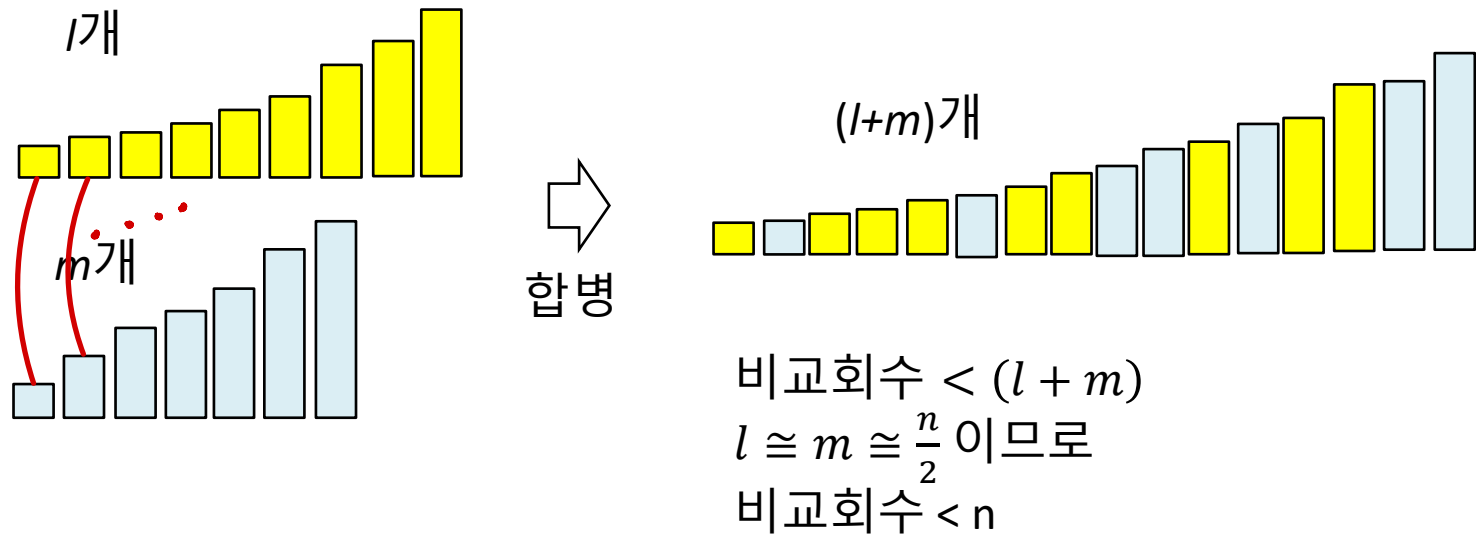 l개
m개
합병
(l+m)개
비교회수 < (l + m)
l ≅ m ≅ n/2 이므로
비교회수 < n